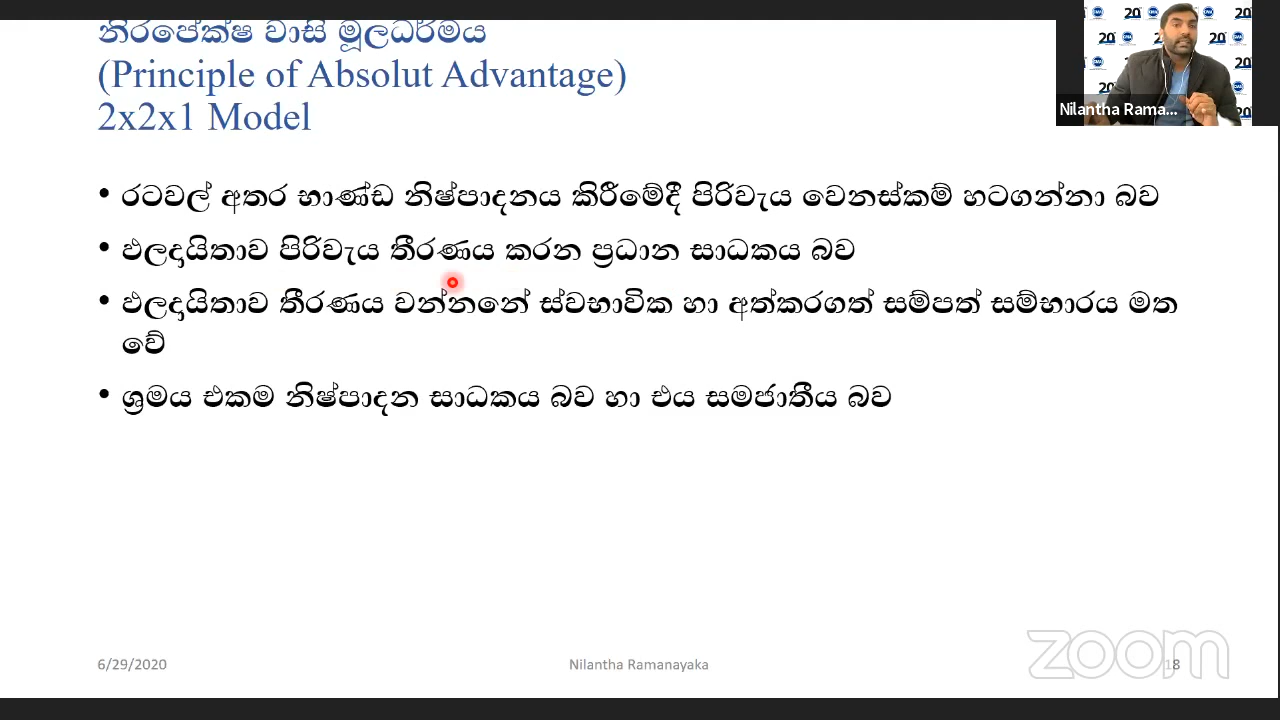 නිරපේක්ෂ වාසි මූලධර්මය
(Principle of Absolut Advantage)
2x2x1 Model
• රටවල් අතර භාණ්ඩ නිෂ්පාදනය කිරීමේදී පිරිවැය වෙනස්කම් හටගන්නා බව
• ඵලදායිතාව පිරිවැය තීරණය කරන ප්‍රධාන සාධකය බව
• ඵලදායිතාව තීරණය වන්නනේ ස්වභාවික හා අත්කරගත් සම්පත් සම්භාරය මත
වේ
• ශ්‍රමය එකම නිෂ්පාදන සාධකය බව හා එය සමජාතීය බව
Nilantha Rama...
6/29/2020
Nilantha Ramanayaka
18
zoom